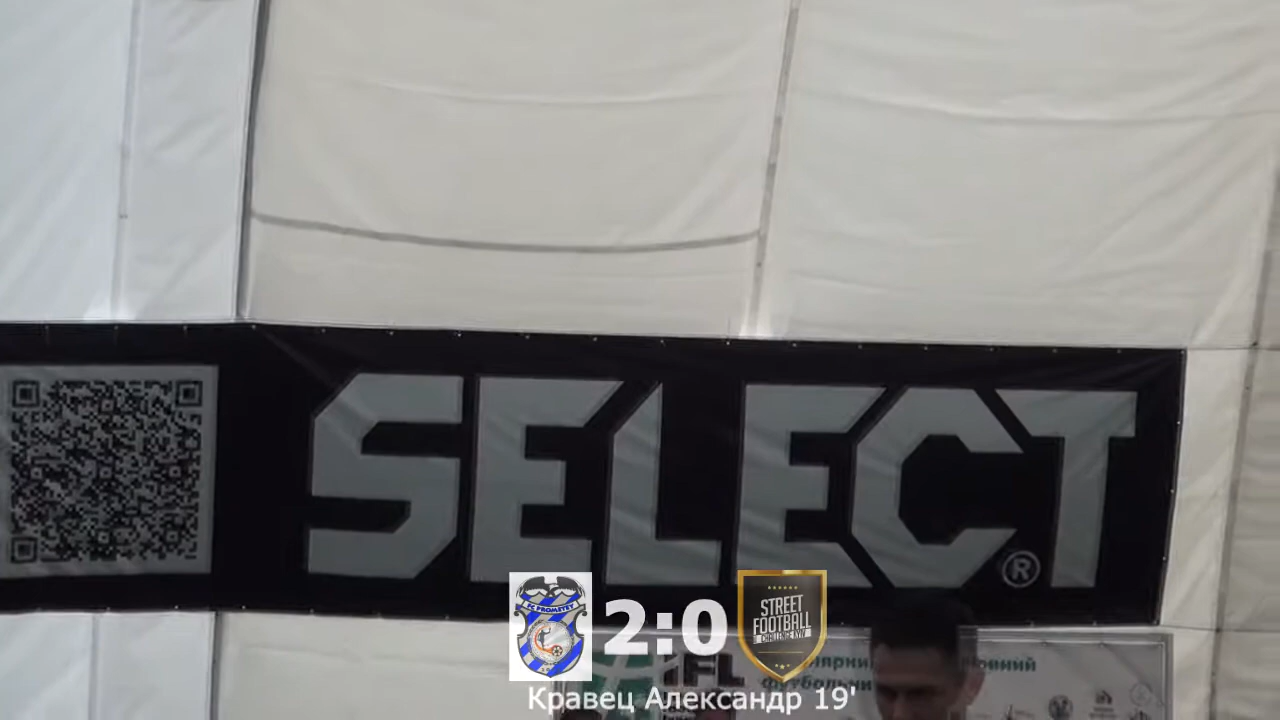 SELECT
®
FC PROMETEY
2:0
STREET
FOOTBALL
CHALLENGE KYIV
Кравец Александр 19'